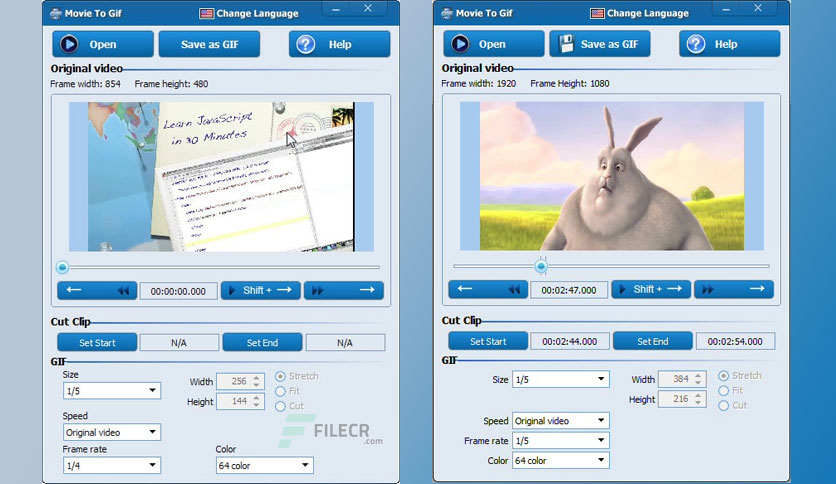 Movie To Gif
Change Language
Open
Save as GIF
Help
Original video
Frame width: 854
Frame height: 480
Learn JavaScript
in 30 Minutes
00:00:00.000
Shift +
Cut Clip
Set Start
N/A
Set End
N/A
GIF
Size
1/5
Width
256
Height
144
Stretch
Fit
Cut
Speed
Original video
Frame rate
1/4
Color
64 color
FILECR
.com
Movie To Gif
Change Language
Open
Save as GIF
Help
Original video
Frame width: 1920
Frame Height: 1080
00:02:47.000
Shift +
Cut Clip
Set Start
00:02:44.000
Set End
00:02:54.000
GIF
Size
1/5
Width
384
Height
216
Stretch
Fit
Cut
Speed
Original video
Frame rate
1/5
Color
64 color